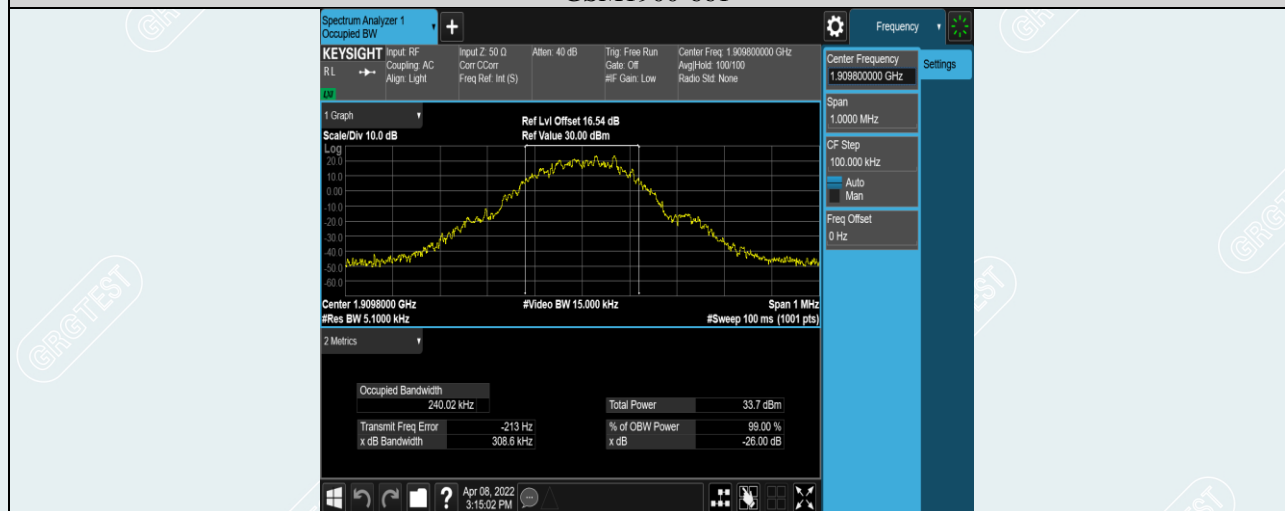 Spectrum Analyzer 1
Occupied BW
Frequency
KEYSIGHT Input: RF Input Z: 50 Ω Atten: 40 dB Trig: Free Run Center Freq: 1.909800000 GHz
R L Coupling: AC Corr CCorr Gate: Off Avg|Hold: 100/100
Align: Light Freq Ref: Int (S) #IF Gain: Low Radio Std: None
LXI
Center Frequency
1.909800000 GHz
Settings
Span
1.0000 MHz
CF Step
100.000 kHz
Auto
Man
Freq Offset
0 Hz
1 Graph
Ref Lvl Offset 16.54 dB
Scale/Div 10.0 dB Ref Value 30.00 dBm
Log
20.0
10.0
0.00
-10.0
-20.0
-30.0
-40.0
-50.0
-60.0
Center 1.9098000 GHz #Video BW 15.000 kHz Span 1 MHz
#Res BW 5.1000 kHz #Sweep 100 ms (1001 pts)
2 Metrics
Occupied Bandwidth
240.02 kHz Total Power 33.7 dBm
Transmit Freq Error -213 Hz % of OBW Power 99.00 %
x dB Bandwidth 308.6 kHz x dB -26.00 dB
Apr 08, 2022
3:15:02 PM
GRGTEST
GRGTEST